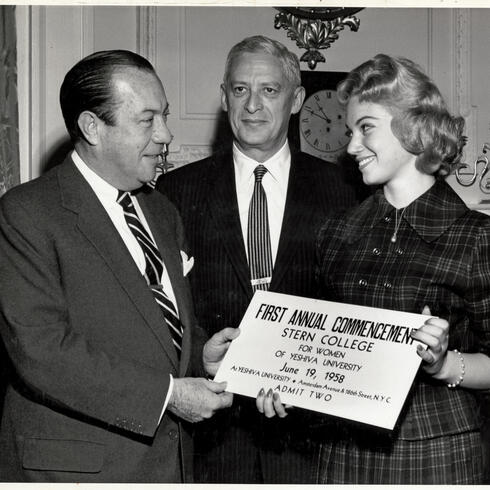 FIRST ANNUAL COMMENCEMENT
STERN COLLEGE
FOR WOMEN
OF YESHIVA UNIVERSITY
June 19, 1958
At YESHIVA UNIVERSITY • Amsterdam Avenue & 186th Street, N.Y.C.
ADMIT TWO